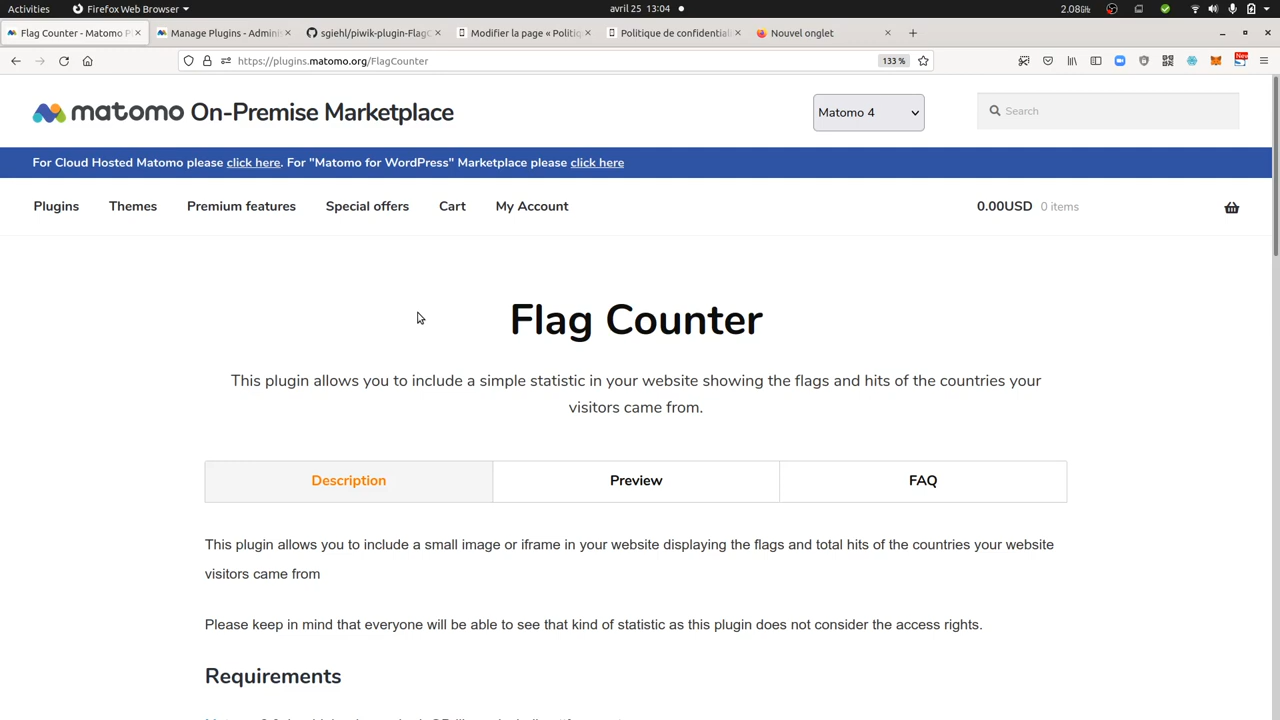 Activities
Firefox Web Browser
avril 25 13:04
2.08GHz
Flag Counter - Matomo P
Manage Plugins - Adminis
sgiehl/piwik-plugin-FlagC
Modifier la page « Politiq
Politique de confidential
Nouvel onglet
https://plugins.matomo.org/FlagCounter
133 %
New
matomo On-Premise Marketplace
Matomo 4
Search
For Cloud Hosted Matomo please click here. For "Matomo for WordPress" Marketplace please click here
Plugins
Themes
Premium features
Special offers
Cart
My Account
0.00USD 0 items
Flag Counter
This plugin allows you to include a simple statistic in your website showing the flags and hits of the countries your
visitors came from.
Description
Preview
FAQ
This plugin allows you to include a small image or iframe in your website displaying the flags and total hits of the countries your website
visitors came from
Please keep in mind that everyone will be able to see that kind of statistic as this plugin does not consider the access rights.
Requirements